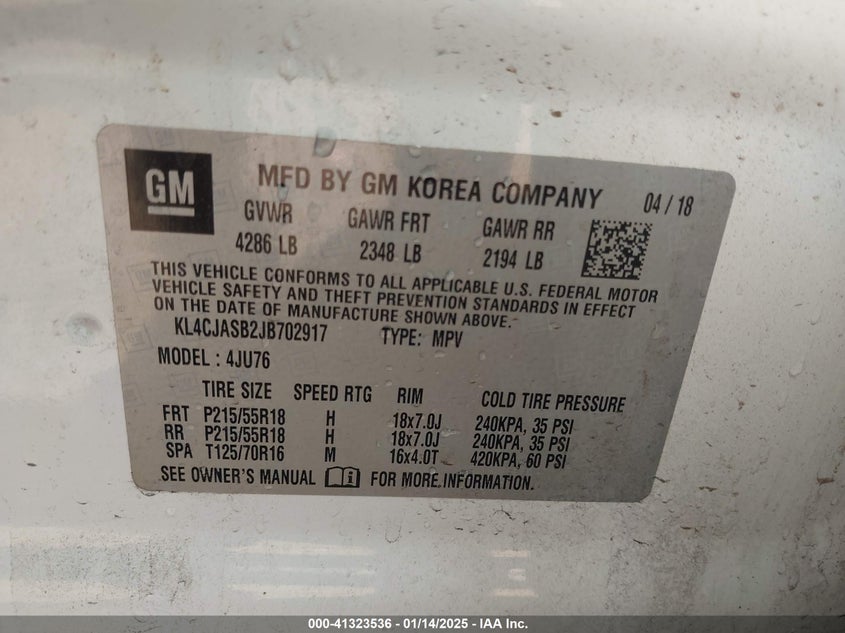 GM
MFD BY GM KOREA COMPANY 04 / 18
GVWR GAWR FRT GAWR RR
4286 LB 2348 LB 2194 LB
THIS VEHICLE CONFORMS TO ALL APPLICABLE U.S. FEDERAL MOTOR
VEHICLE SAFETY AND THEFT PREVENTION STANDARDS IN EFFECT
ON THE DATE OF MANUFACTURE SHOWN ABOVE.
KL4CJASB2JB702917 TYPE: MPV
MODEL : 4JU76
TIRE SIZE SPEED RTG RIM COLD TIRE PRESSURE
FRT P215/55R18 H 18x7.0J 240KPA, 35 PSI
RR P215/55R18 H 18x7.0J 240KPA, 35 PSI
SPA T125/70R16 M 16x4.0T 420KPA, 60 PSI
SEE OWNER'S MANUAL FOR MORE INFORMATION.
000-41323536 - 01/14/2025 - IAA Inc.